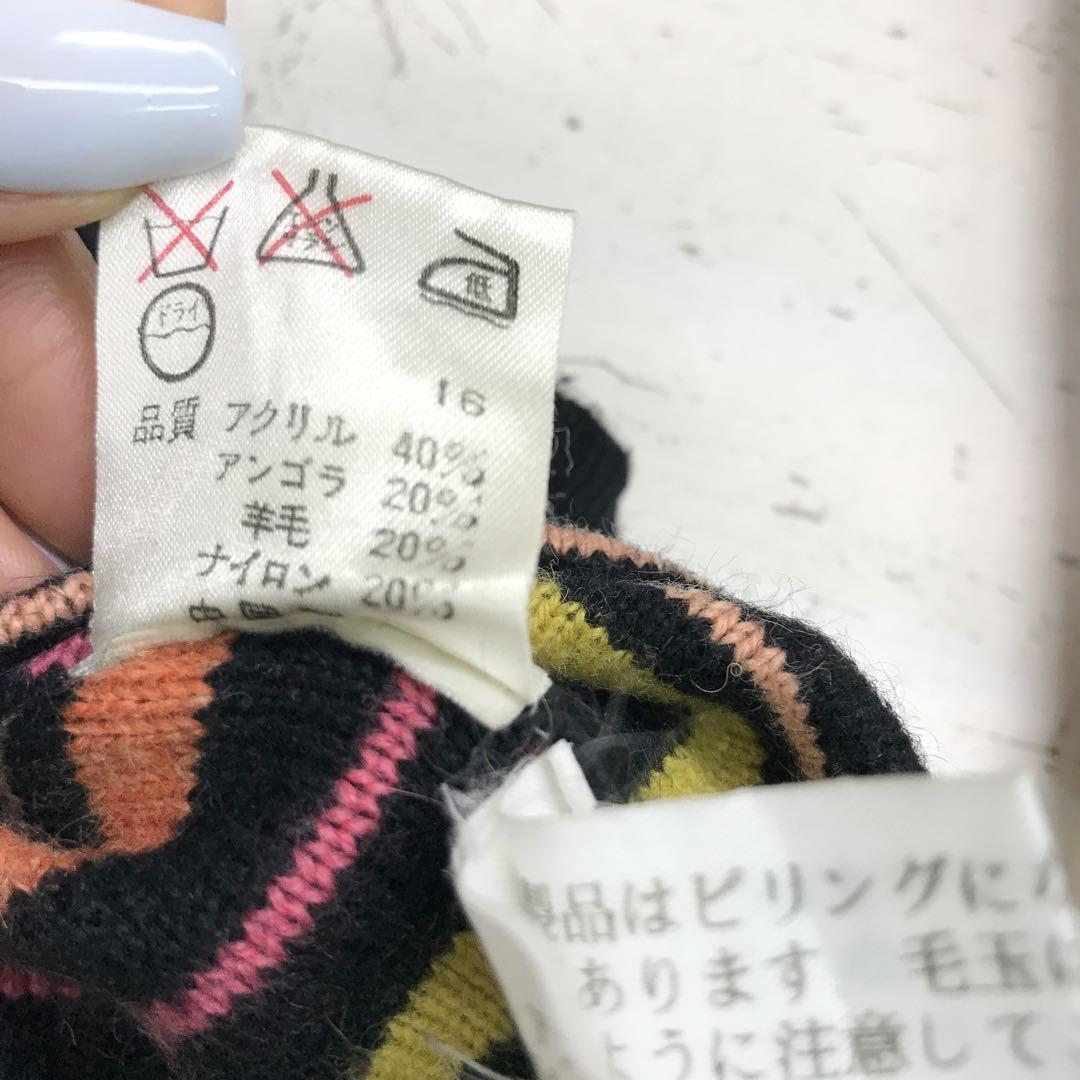 低
ドライ
16
品質 アクリル 40%
アンゴラ 20%
羊毛 20%
ナイロン 20%
中国
製品はピリングに
あります 毛玉
ように注意して